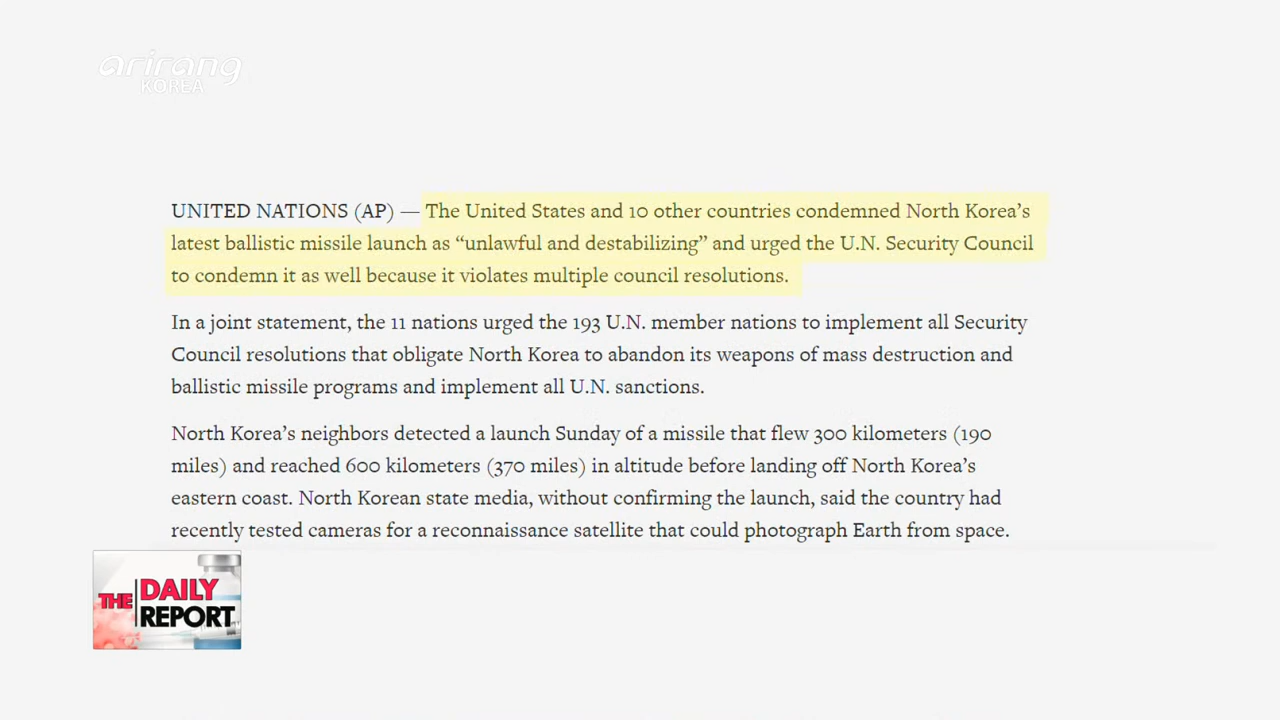 arirang
KOREA
UNITED NATIONS (AP) — The United States and 10 other countries condemned North Korea’s
latest ballistic missile launch as “unlawful and destabilizing” and urged the U.N. Security Council
to condemn it as well because it violates multiple council resolutions.
In a joint statement, the 11 nations urged the 193 U.N. member nations to implement all Security
Council resolutions that obligate North Korea to abandon its weapons of mass destruction and
ballistic missile programs and implement all U.N. sanctions.
North Korea’s neighbors detected a launch Sunday of a missile that flew 300 kilometers (190
miles) and reached 600 kilometers (370 miles) in altitude before landing off North Korea’s
eastern coast. North Korean state media, without confirming the launch, said the country had
recently tested cameras for a reconnaissance satellite that could photograph Earth from space.
THE DAILY
REPORT